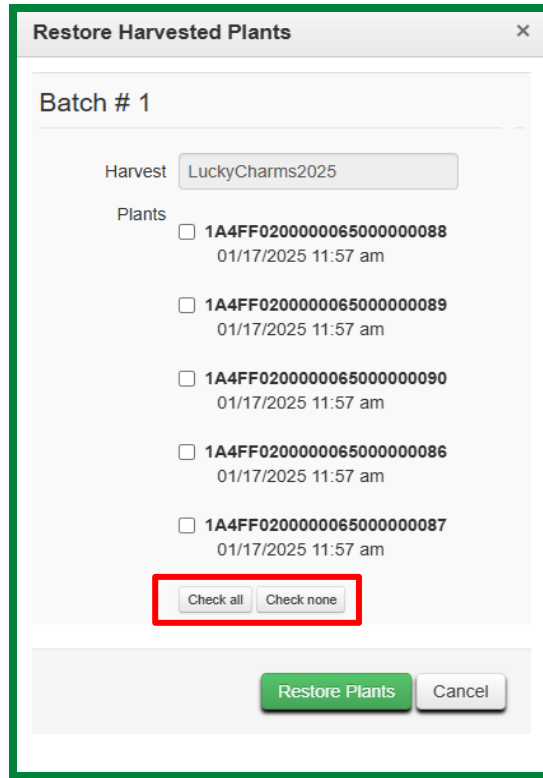 Restore Harvested Plants ×
Batch # 1
Harvest LuckyCharms2025
Plants
1A4FF0200000065000000088
01/17/2025 11:57 am
1A4FF0200000065000000089
01/17/2025 11:57 am
1A4FF0200000065000000090
01/17/2025 11:57 am
1A4FF0200000065000000086
01/17/2025 11:57 am
1A4FF0200000065000000087
01/17/2025 11:57 am
Check all Check none
Restore Plants Cancel